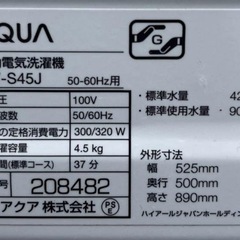 QUA
動電気洗濯機
-S45J
50-60Hz用
圧 100V
波数 50/60Hz
の定格消費電力 300/320 W
量 4.5 kg
時間(標準コース) 37 分
208482
アクア株式会社
PS
E
G
・標準水量 42
・標準使用水量 90
外形寸法
・幅 525mm
・奥行 500mm
・高さ 890mm
ハイアールジャパンホールディ